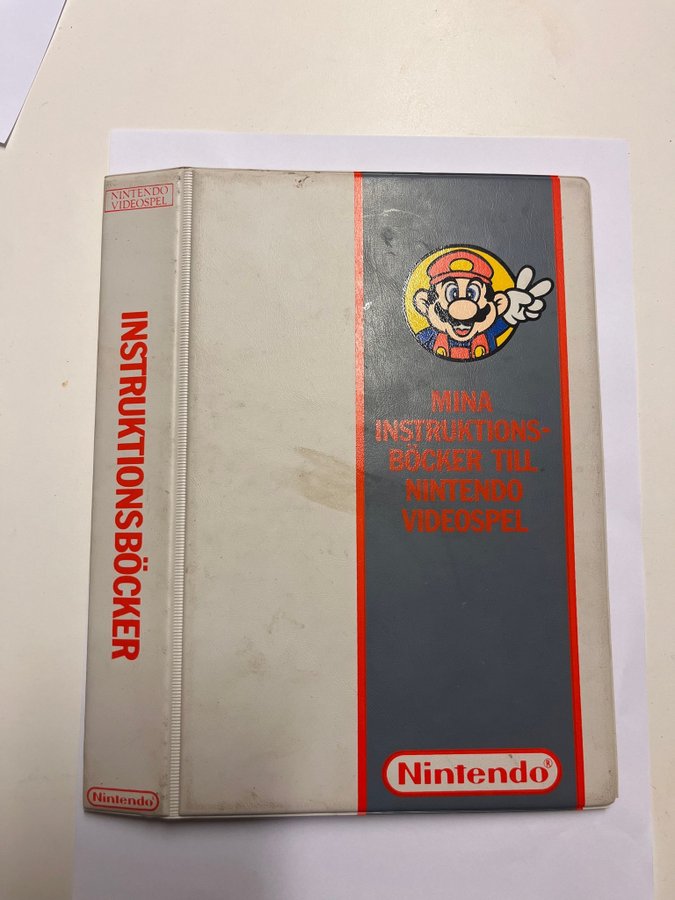 NINTENDO
VIDEOSPEL
INSTRUKTIONSBÖCKER
Nintendo
MINA
INSTRUKTIONS-
BÖCKER TILL
NINTENDO
VIDEOSPEL
Nintendo®